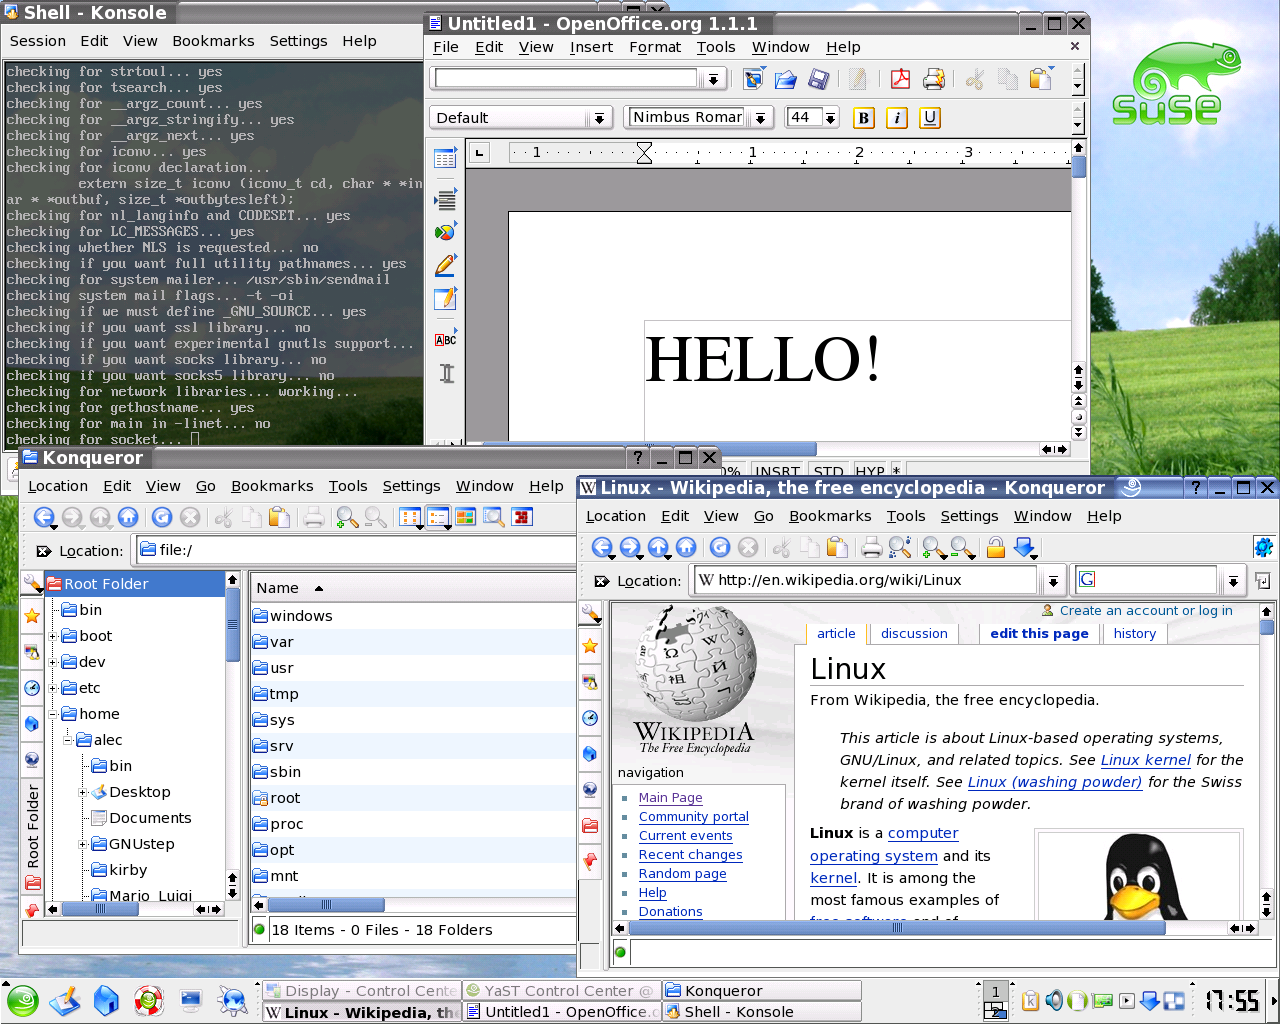 Shell - Konsole
Session Edit View Bookmarks Settings Help
checking for strtoul... yes
checking for tsearch... yes
checking for __argz_count... yes
checking for __argz_stringify... yes
checking for __argz_next... yes
checking for iconv... yes
checking for iconv declaration...
extern size_t iconv (iconv_t cd, char * *in
ar * *outbuf, size_t *outbytesleft);
checking for nl_langinfo and CODESET... yes
checking for LC_MESSAGES... yes
checking whether NLS is requested... no
checking if you want full utility pathnames... yes
checking for system mailer... /usr/sbin/sendmail
checking system mail flags... -t -oi
checking if we must define _GNU_SOURCE... yes
checking if you want ssl library... no
checking if you want experimental gnutls support...
checking if you want socks library... no
checking if you want socks5 library... no
checking for network libraries... working...
checking for gethostname... yes
checking for main in -linet... no
checking for socket...
Untitled1 - OpenOffice.org 1.1.1
File Edit View Insert Format Tools Window Help
Default Nimbus Romar 44 B i U
1 1 2 3
ABC
HELLO!
0% INSRT STD HYP *
SUSE
Konqueror
Location Edit View Go Bookmarks Tools Settings Window Help
Location: file:/
Root Folder
Root Folder
bin
boot
dev
etc
home
alec
bin
Desktop
Documents
GNUstep
kirby
Mario_Luigi
Name
windows
var
usr
tmp
sys
srv
sbin
root
proc
opt
mnt
18 Items - 0 Files - 18 Folders
W Linux - Wikipedia, the free encyclopedia - Konqueror
Location Edit View Go Bookmarks Tools Settings Window Help
Location: W http://en.wikipedia.org/wiki/Linux G
Create an account or log in
article discussion edit this page history
WIKIPEDIA
The Free Encyclopedia
navigation
Main Page
Community portal
Current events
Recent changes
Random page
Help
Donations
Linux
From Wikipedia, the free encyclopedia.
This article is about Linux-based operating systems,
GNU/Linux, and related topics. See Linux kernel for the
kernel itself. See Linux (washing powder) for the Swiss
brand of washing powder.
Linux is a computer
operating system and its
kernel. It is among the
most famous examples of
free software and of
Display - Control Cente
YaST Control Center @
Konqueror
W Linux - Wikipedia, the
Untitled1 - OpenOffice.o
Shell - Konsole
1
2
17:55